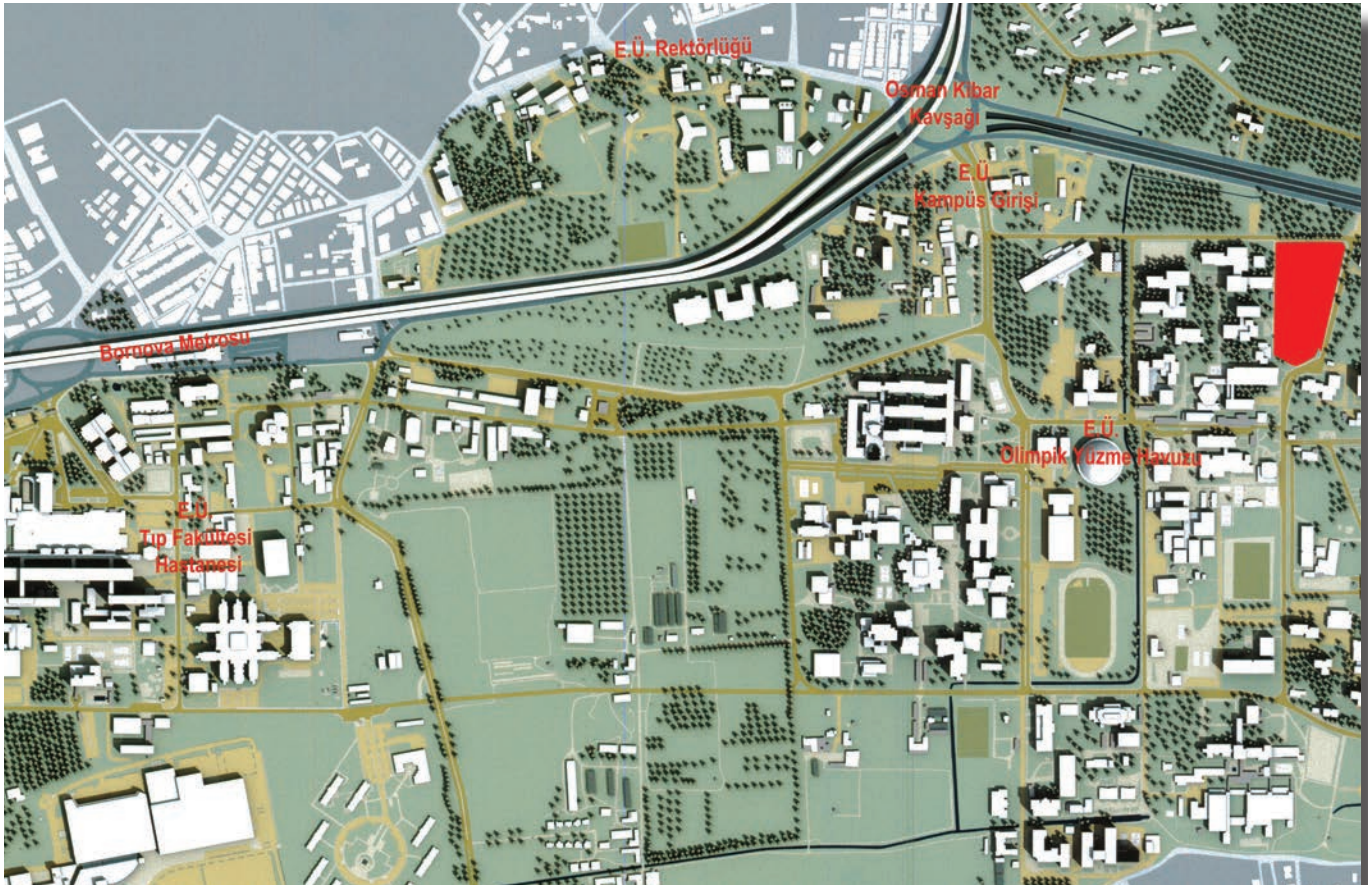 E.Ü. Rektörlüğü
Osman Kibar
Kavşağı
E.Ü.
Kampüs Girişi
Bornova Metrosu
E.Ü.
Olimpik Yüzme Havuzu
E.Ü.
Tıp Fakültesi
Hastanesi